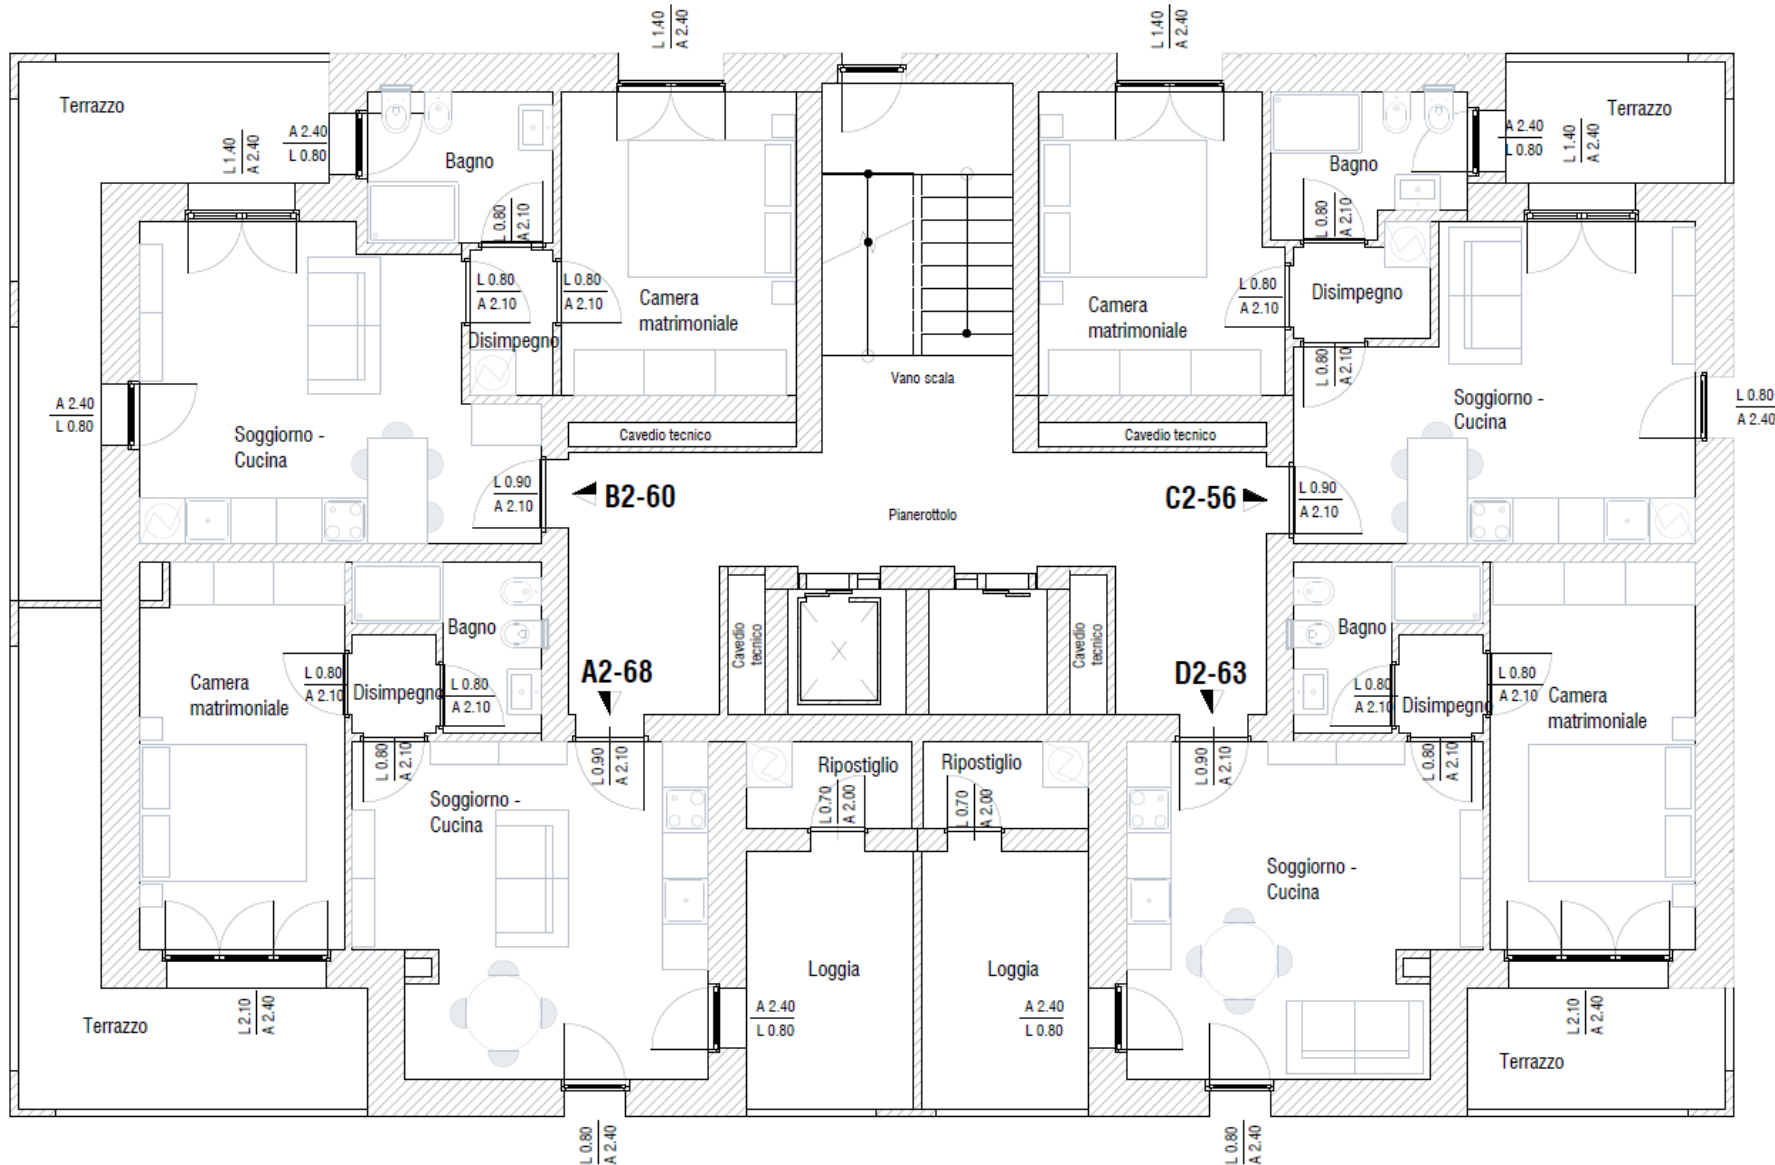 L 1.40
A 2.40
L 1.40
A 2.40
Terrazzo
L 1.40
A 2.40
A 2.40
L 0.80
Bagno
L 0.80
A 2.10
L 0.80
A 2.10
L 0.80
A 2.10
Disimpegno
Camera
matrimoniale
Vano scala
Camera
matrimoniale
Bagno
L 0.80
A 2.10
A 2.40
L 0.80
L 1.40
A 2.40
Terrazzo
L 0.80
A 2.10
Disimpegno
L 0.80
A 2.10
A 2.40
L 0.80
Soggiorno -
Cucina
Cavedio tecnico
Cavedio tecnico
Soggiorno -
Cucina
L 0.80
A 2.40
L 0.90
A 2.10
B2-60
Pianerottolo
C2-56
L 0.90
A 2.10
Bagno
Camera
matrimoniale
L 0.80
A 2.10
Disimpegno
L 0.80
A 2.10
A2-68
Cavedio
tecnico
Cavedio
tecnico
D2-63
Bagno
L 0.80
A 2.10
Disimpegno
L 0.80
A 2.10
Camera
matrimoniale
L 0.80
A 2.10
L 0.90
A 2.10
Soggiorno -
Cucina
Ripostiglio
L 0.70
A 2.00
Ripostiglio
L 0.70
A 2.00
L 0.90
A 2.10
L 0.80
A 2.10
Soggiorno -
Cucina
Loggia
Loggia
A 2.40
L 0.80
A 2.40
L 0.80
Terrazzo
L 2.10
A 2.40
L 2.10
A 2.40
Terrazzo
L 0.80
A 2.40
L 0.80
A 2.40